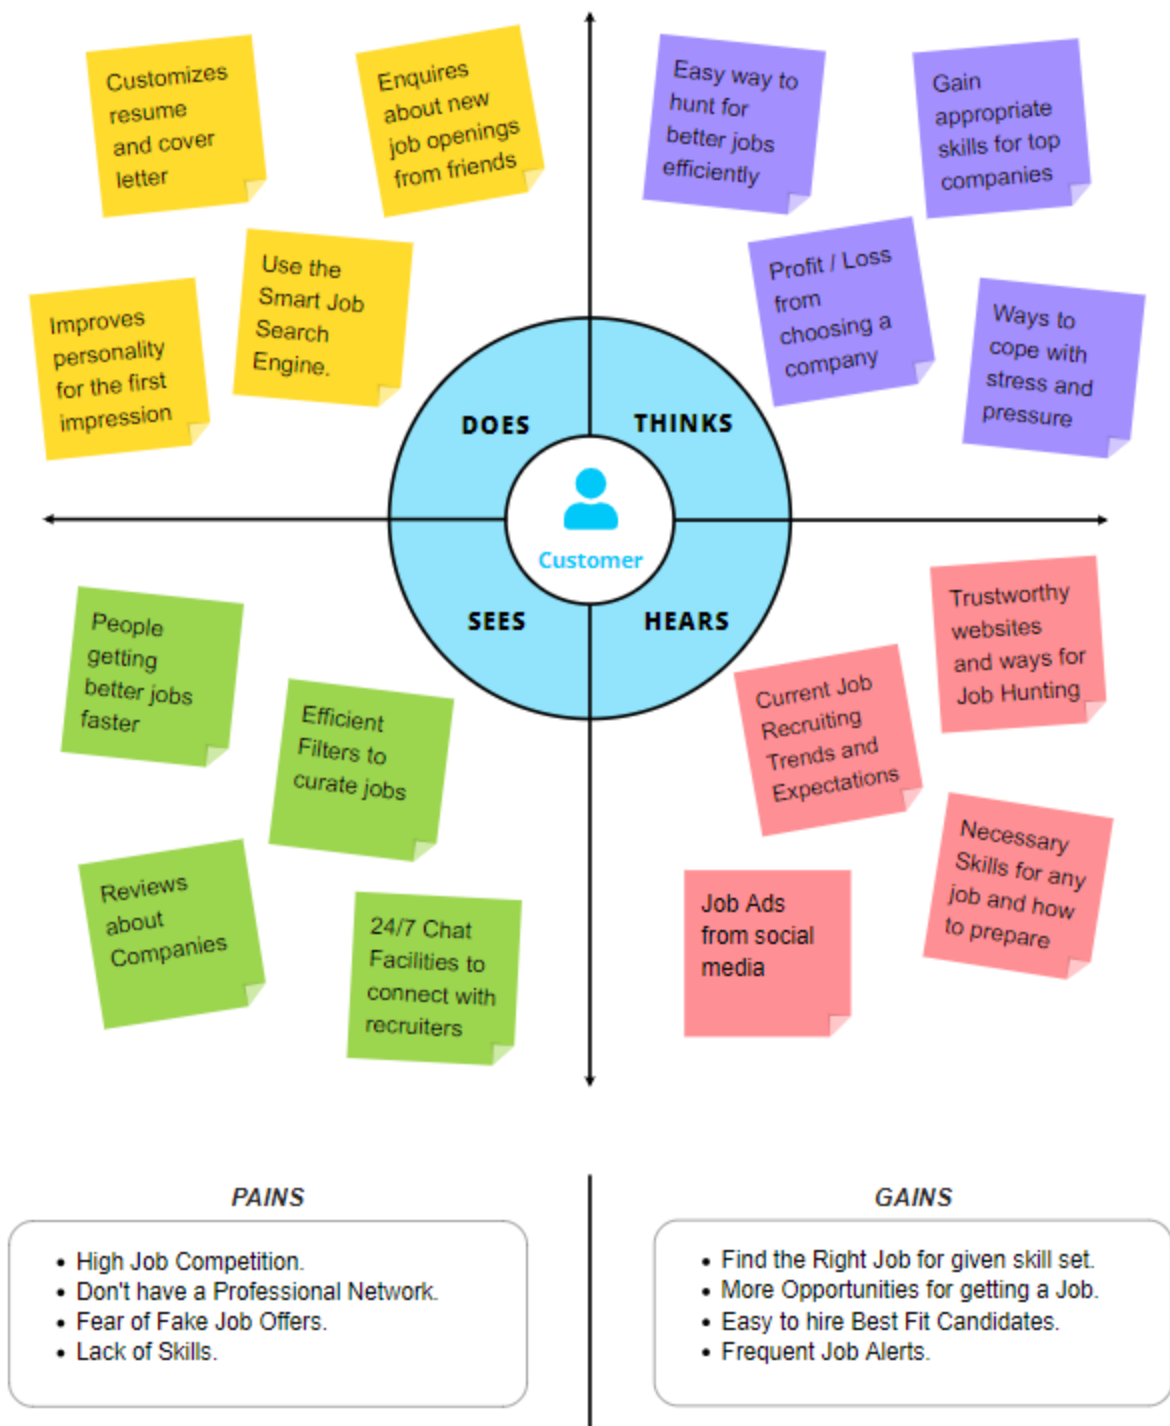 Customizes
resume
and cover
letter
Enquires
about new
job openings
from friends
Improves
personality
for the first
impression
Use the
Smart Job
Search
Engine.
Easy way to
hunt for
better jobs
efficiently
Gain
appropriate
skills for top
companies
Profit / Loss
from
choosing a
company
Ways to
cope with
stress and
pressure
DOES
THINKS
Customer
SEES
HEARS
People
getting
better jobs
faster
Efficient
Filters to
curate jobs
Reviews
about
Companies
24/7 Chat
Facilities to
connect with
recruiters
Trustworthy
websites
and ways for
Job Hunting
Current Job
Recruiting
Trends and
Expectations
Necessary
Skills for any
job and how
to prepare
Job Ads
from social
media
PAINS
• High Job Competition.
• Don't have a Professional Network.
• Fear of Fake Job Offers.
• Lack of Skills.
GAINS
• Find the Right Job for given skill set.
• More Opportunities for getting a Job.
• Easy to hire Best Fit Candidates.
• Frequent Job Alerts.